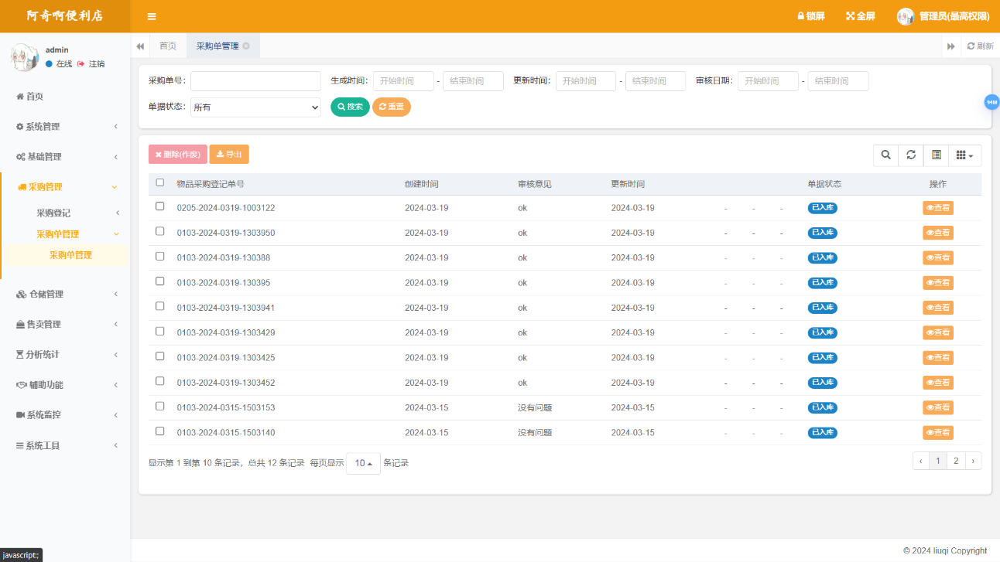 阿奇啊便利店
锁屏 全屏 管理员(最高权限)
admin
在线 注销
首页 采购单管理 刷新
首页
系统管理
基础管理
采购管理
采购登记
采购单管理
采购单管理
仓储管理
售卖管理
分析统计
辅助功能
系统监控
系统工具
采购单号： 生成时间： 开始时间 - 结束时间 更新时间： 开始时间 - 结束时间 审核日期： 开始时间 - 结束时间
单据状态： 所有 搜索 重置
删除(作废) 导出
物品采购登记单号 创建时间 审核意见 更新时间 单据状态 操作
0205-2024-0319-1003122 2024-03-19 ok 2024-03-19 - - - 已入库 查看
0103-2024-0319-1303950 2024-03-19 ok 2024-03-19 - - - 已入库 查看
0103-2024-0319-130388 2024-03-19 ok 2024-03-19 - - - 已入库 查看
0103-2024-0319-130395 2024-03-19 ok 2024-03-19 - - - 已入库 查看
0103-2024-0319-1303941 2024-03-19 ok 2024-03-19 - - - 已入库 查看
0103-2024-0319-1303429 2024-03-19 ok 2024-03-19 - - - 已入库 查看
0103-2024-0319-1303425 2024-03-19 ok 2024-03-19 - - - 已入库 查看
0103-2024-0319-1303452 2024-03-19 ok 2024-03-19 - - - 已入库 查看
0103-2024-0315-1503153 2024-03-15 没有问题 2024-03-15 - - - 已入库 查看
0103-2024-0315-1503140 2024-03-15 没有问题 2024-03-15 - - - 已入库 查看
显示第 1 到第 10 条记录，总共 12 条记录 每页显示 10 条记录
‹ 1 2 ›
94M
© 2024 liuqi Copyright
javascript:;